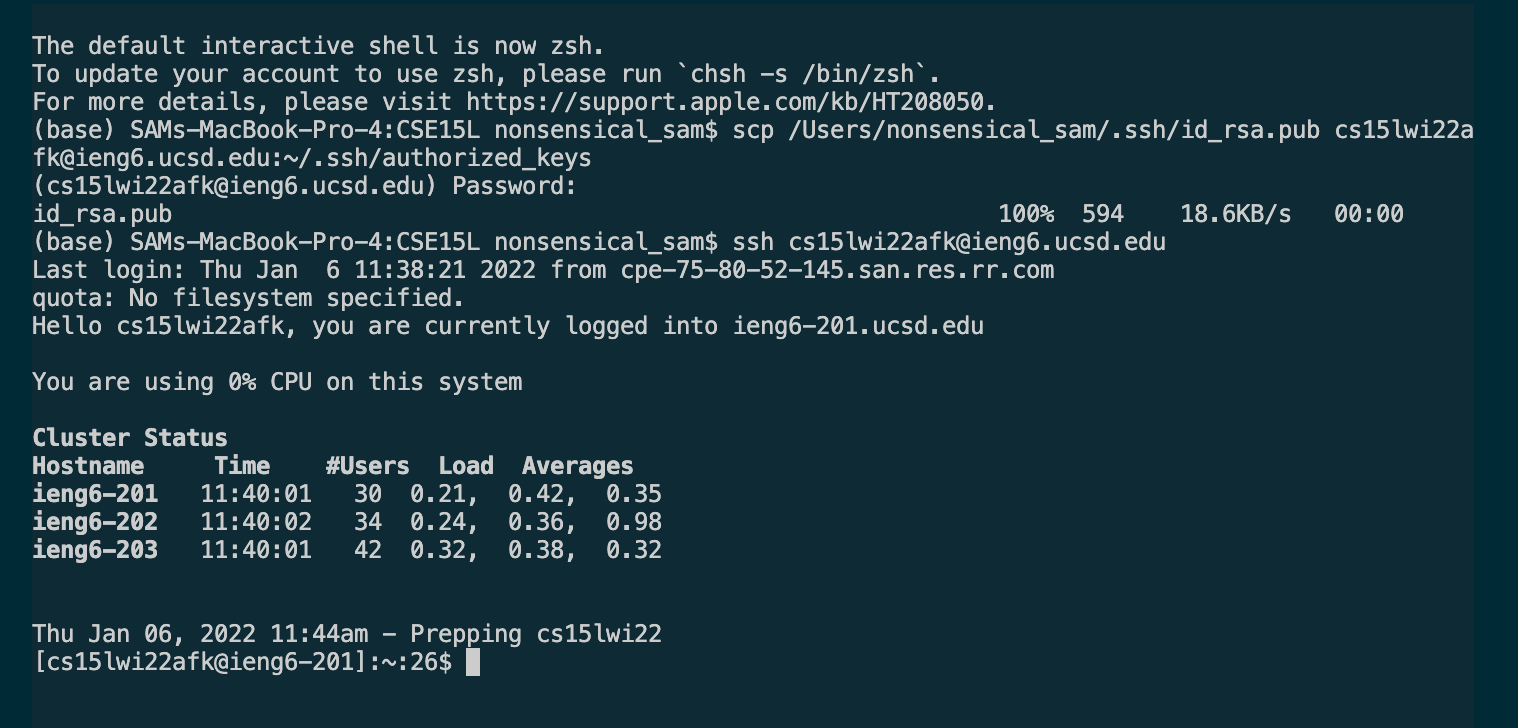 The default interactive shell is now zsh.
To update your account to use zsh, please run `chsh -s /bin/zsh`.
For more details, please visit https://support.apple.com/kb/HT208050.
(base) SAMs-MacBook-Pro-4:CSE15L nonsensical_sam$ scp /Users/nonsensical_sam/.ssh/id_rsa.pub cs15lwi22a
fk@ieng6.ucsd.edu:~/.ssh/authorized_keys
(cs15lwi22afk@ieng6.ucsd.edu) Password:
id_rsa.pub 100% 594 18.6KB/s 00:00
(base) SAMs-MacBook-Pro-4:CSE15L nonsensical_sam$ ssh cs15lwi22afk@ieng6.ucsd.edu
Last login: Thu Jan  6 11:38:21 2022 from cpe-75-80-52-145.san.res.rr.com
quota: No filesystem specified.
Hello cs15lwi22afk, you are currently logged into ieng6-201.ucsd.edu
You are using 0% CPU on this system
Cluster Status
Hostname Time #Users Load Averages
ieng6-201 11:40:01 30 0.21, 0.42, 0.35
ieng6-202 11:40:02 34 0.24, 0.36, 0.98
ieng6-203 11:40:01 42 0.32, 0.38, 0.32
Thu Jan 06, 2022 11:44am - Prepping cs15lwi22
[cs15lwi22afk@ieng6-201]:~:26$